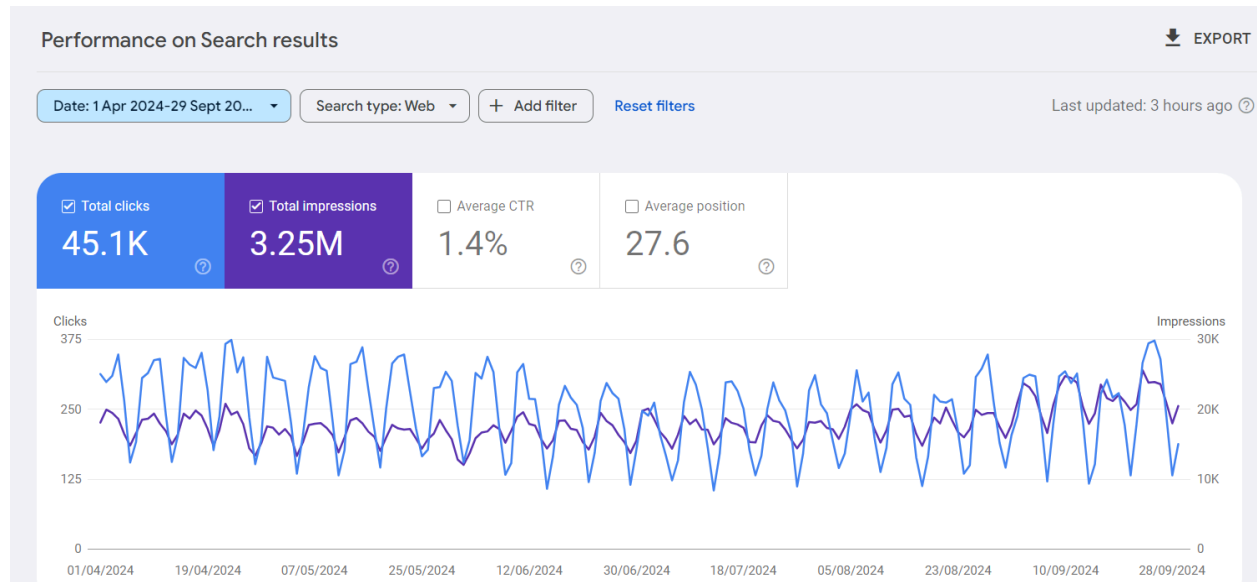 Performance on Search results
EXPORT
Date: 1 Apr 2024-29 Sept 20...
Search type: Web
+ Add filter
Reset filters
Last updated: 3 hours ago
Total clicks
45.1K
Total impressions
3.25M
Average CTR
1.4%
Average position
27.6
Clicks
Impressions
375
30K
250
20K
125
10K
0
0
01/04/2024 19/04/2024 07/05/2024 25/05/2024 12/06/2024 30/06/2024 18/07/2024 05/08/2024 23/08/2024 10/09/2024 28/09/2024